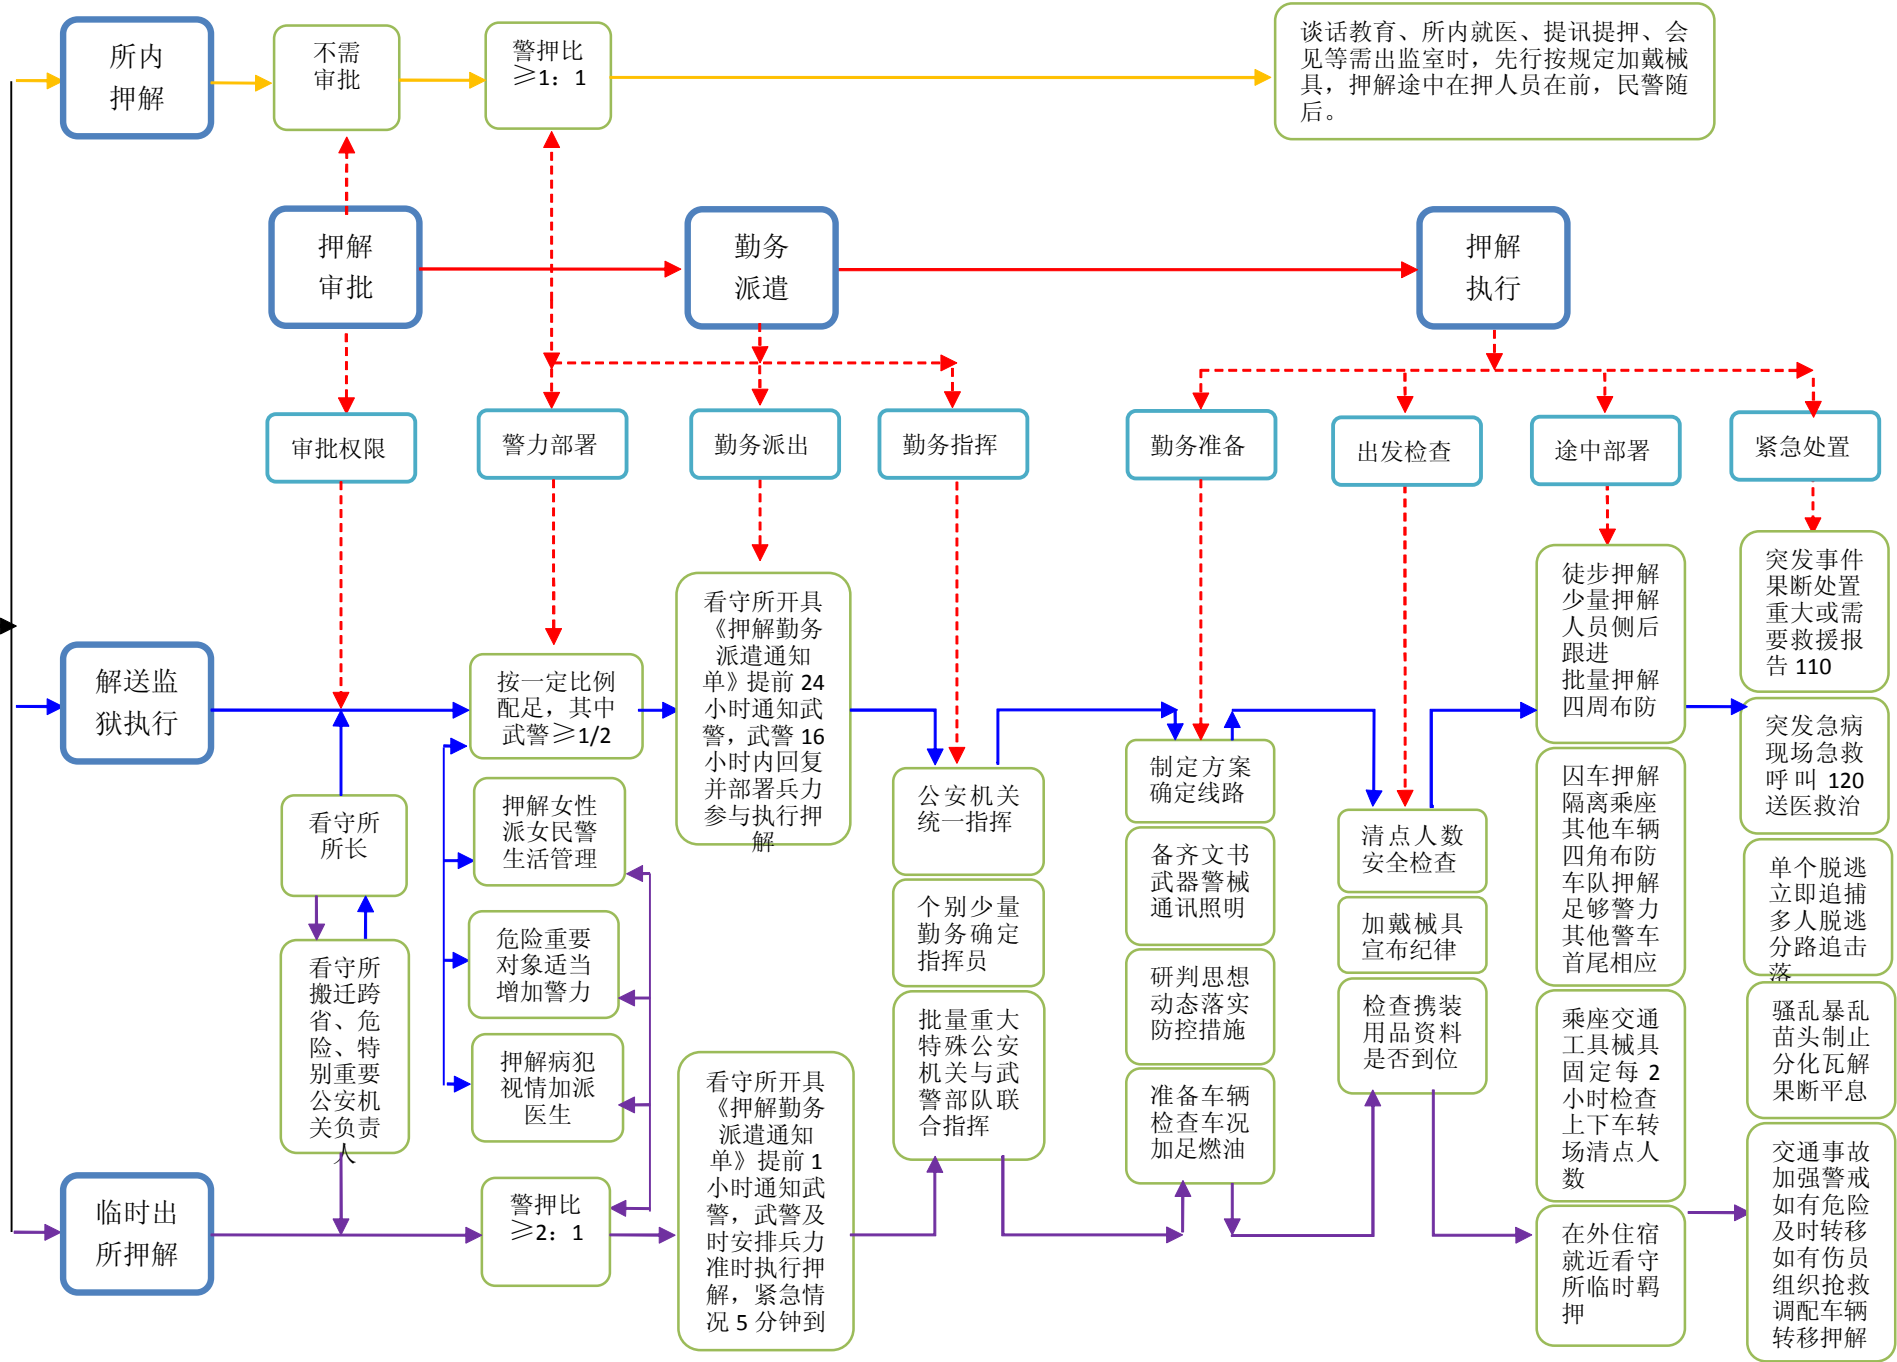 所内
押解
不需
审批
警押比
≥1：1
谈话教育、所内就医、提讯提押、会
见等需出监室时，先行按规定加戴械
具，押解途中在押人员在前，民警随
后。
押解
审批
勤务
派遣
押解
执行
审批权限
警力部署
勤务派出
勤务指挥
勤务准备
出发检查
途中部署
紧急处置
解送监
狱执行
看守所
所长
看守所
搬迁跨
省、危
险、特
别重要
公安机
关负责
人
按一定比例
配足，其中
武警≥1/2
押解女性
派女民警
生活管理
危险重要
对象适当
增加警力
押解病犯
视情加派
医生
看守所开具
《押解勤务
派遣通知
单》提前 24
小时通知武
警，武警 16
小时内回复
并部署兵力
参与执行押
解
公安机关
统一指挥
个别少量
勤务确定
指挥员
批量重大
特殊公安
机关与武
警部队联
合指挥
制定方案
确定线路
备齐文书
武器警械
通讯照明
研判思想
动态落实
防控措施
准备车辆
检查车况
加足燃油
清点人数
安全检查
加戴械具
宣布纪律
检查携装
用品资料
是否到位
徒步押解
少量押解
人员侧后
跟进
批量押解
四周布防
囚车押解
隔离乘座
其他车辆
四角布防
车队押解
足够警力
其他警车
首尾相应
乘座交通
工具械具
固定每 2
小时检查
上下车转
场清点人
数
在外住宿
就近看守
所临时羁
押
突发事件
果断处置
重大或需
要救援报
告 110
突发急病
现场急救
呼叫 120
送医救治
单个脱逃
立即追捕
多人脱逃
分路追击
落
骚乱暴乱
苗头制止
分化瓦解
果断平息
交通事故
加强警戒
如有危险
及时转移
如有伤员
组织抢救
调配车辆
转移押解
临时出
所押解
警押比
≥2：1
看守所开具
《押解勤务
派遣通知
单》提前 1
小时通知武
警，武警及
时安排兵力
准时执行押
解，紧急情
况 5 分钟到